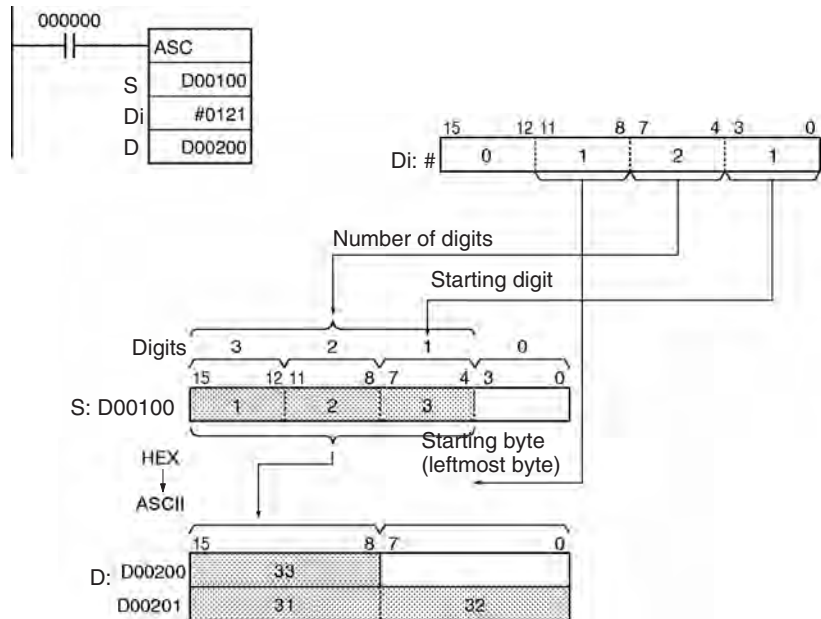 000000
ASC
S D00100
Di #0121
D D00200
15 12 11 8 7 4 3 0
Di: # 0 1 2 1
Number of digits
Starting digit
Digits 3 2 1 0
15 12 11 8 7 4 3 0
S: D00100 1 2 3
Starting byte
(leftmost byte)
HEX
ASCII
15 8 7 0
D: D00200 33
D00201 31 32